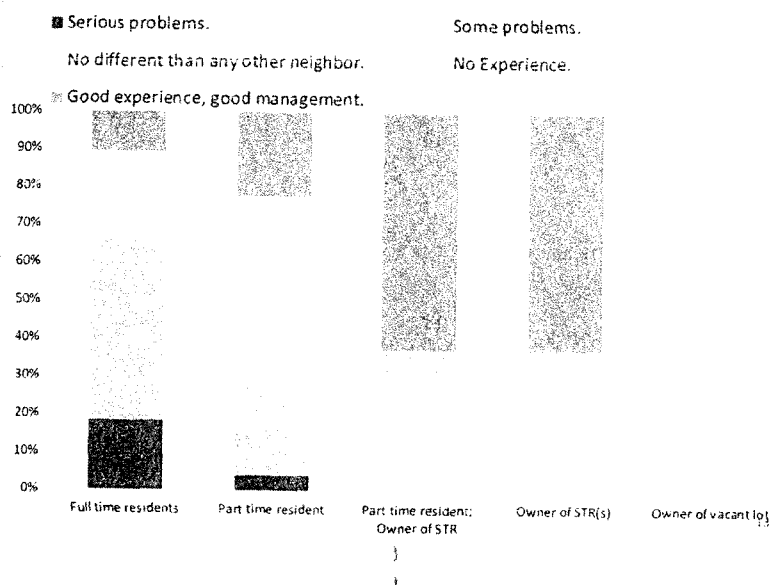 Serious problems.
Some problems.
No different than any other neighbor.
No Experience.
Good experience, good management.
100%
90%
80%
70%
60%
50%
40%
30%
20%
10%
0%
Full time residents
Part time resident
Part time resident;
Owner of STR
Owner of STR(s)
Owner of vacant lot